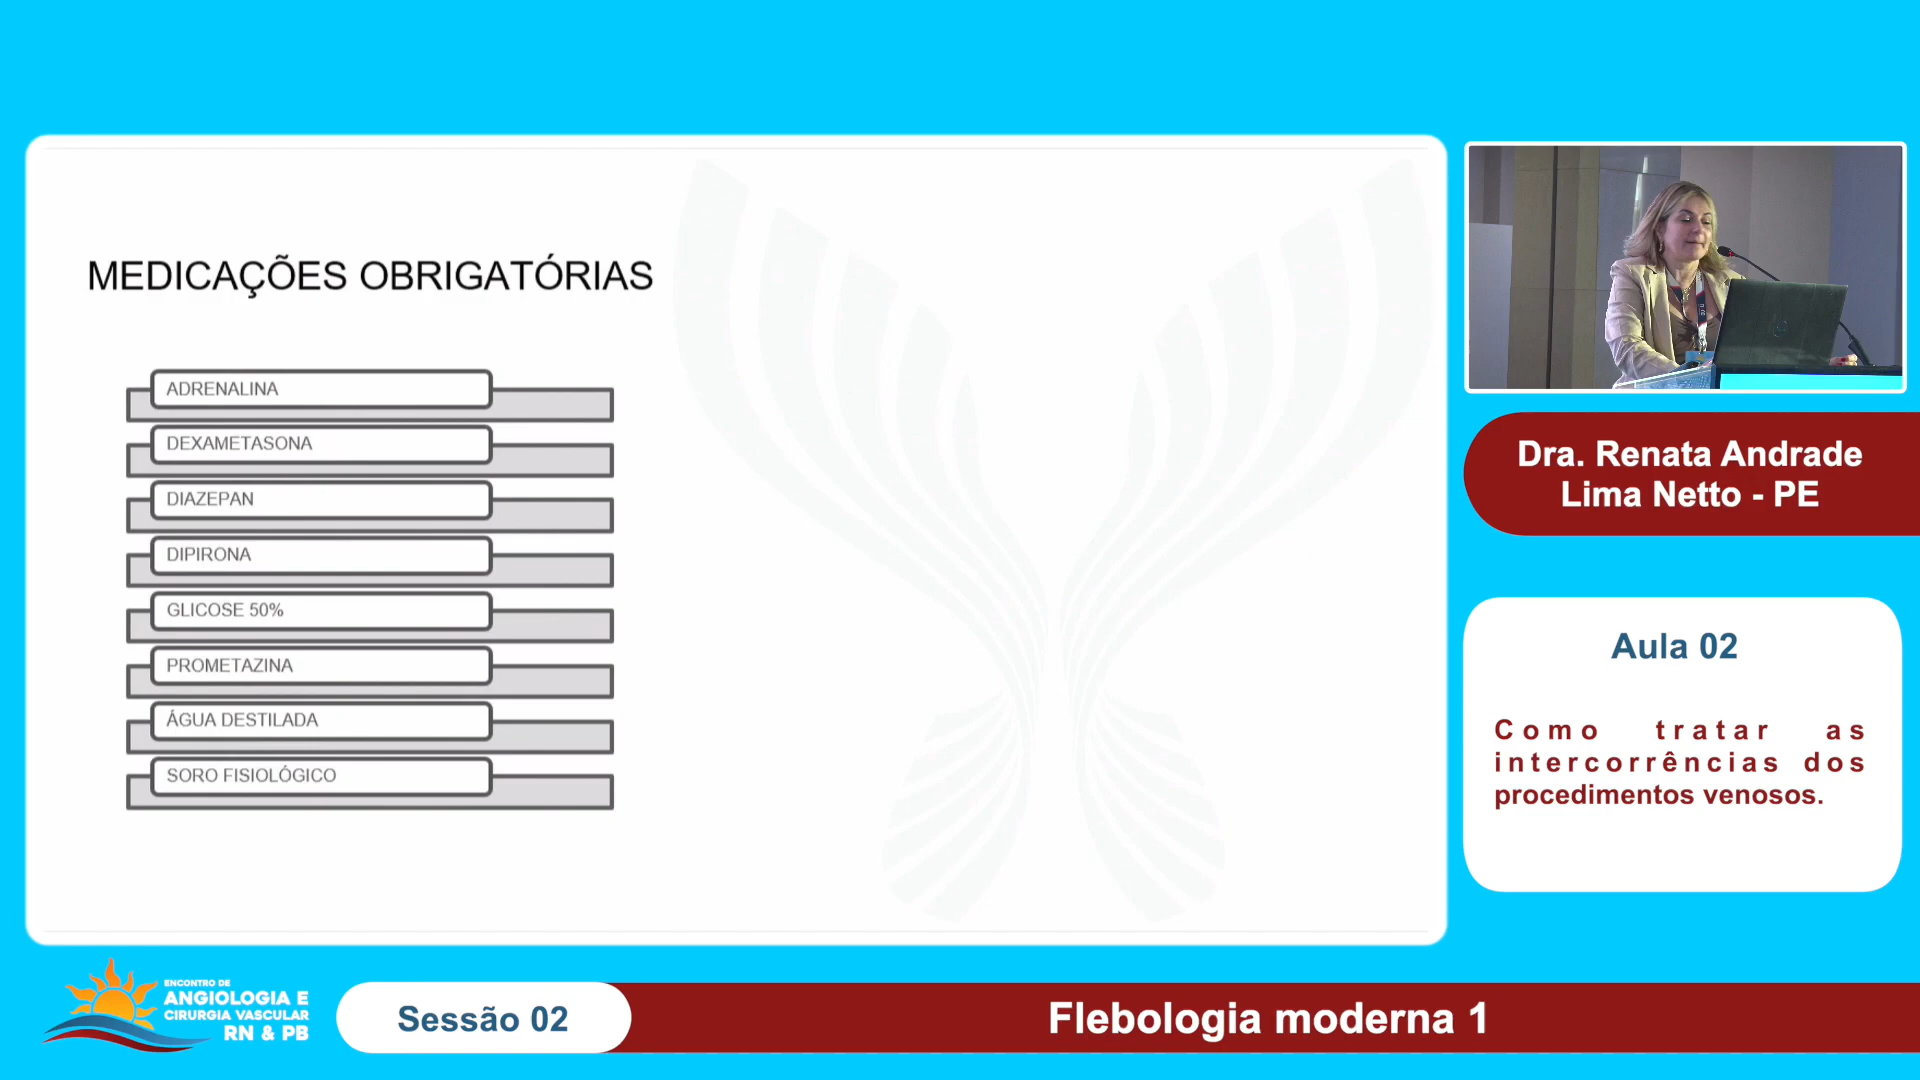 MEDICAÇÕES OBRIGATÓRIAS
ADRENALINA
DEXAMETASONA
DIAZEPAN
DIPIRONA
GLICOSE 50%
PROMETAZINA
ÁGUA DESTILADA
SORO FISIOLÓGICO
Dra. Renata Andrade
Lima Netto - PE
Aula 02
Como tratar as
intercorrências dos
procedimentos venosos.
ENCONTRO DE
ANGIOLOGIA E
CIRURGIA VASCULAR
RN & PB
Sessão 02
Flebologia moderna 1